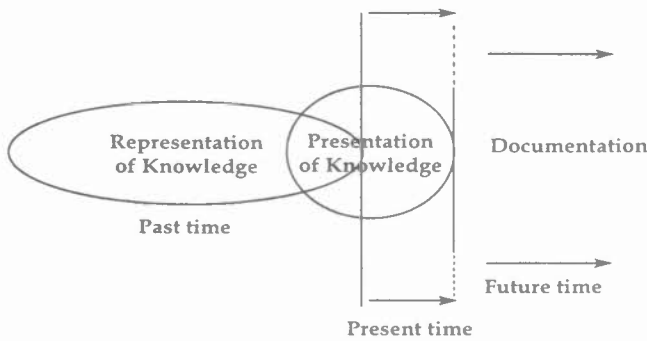 Representation
of Knowledge
Presentation
of Knowledge
Documentation
Past time
Future time
Present time